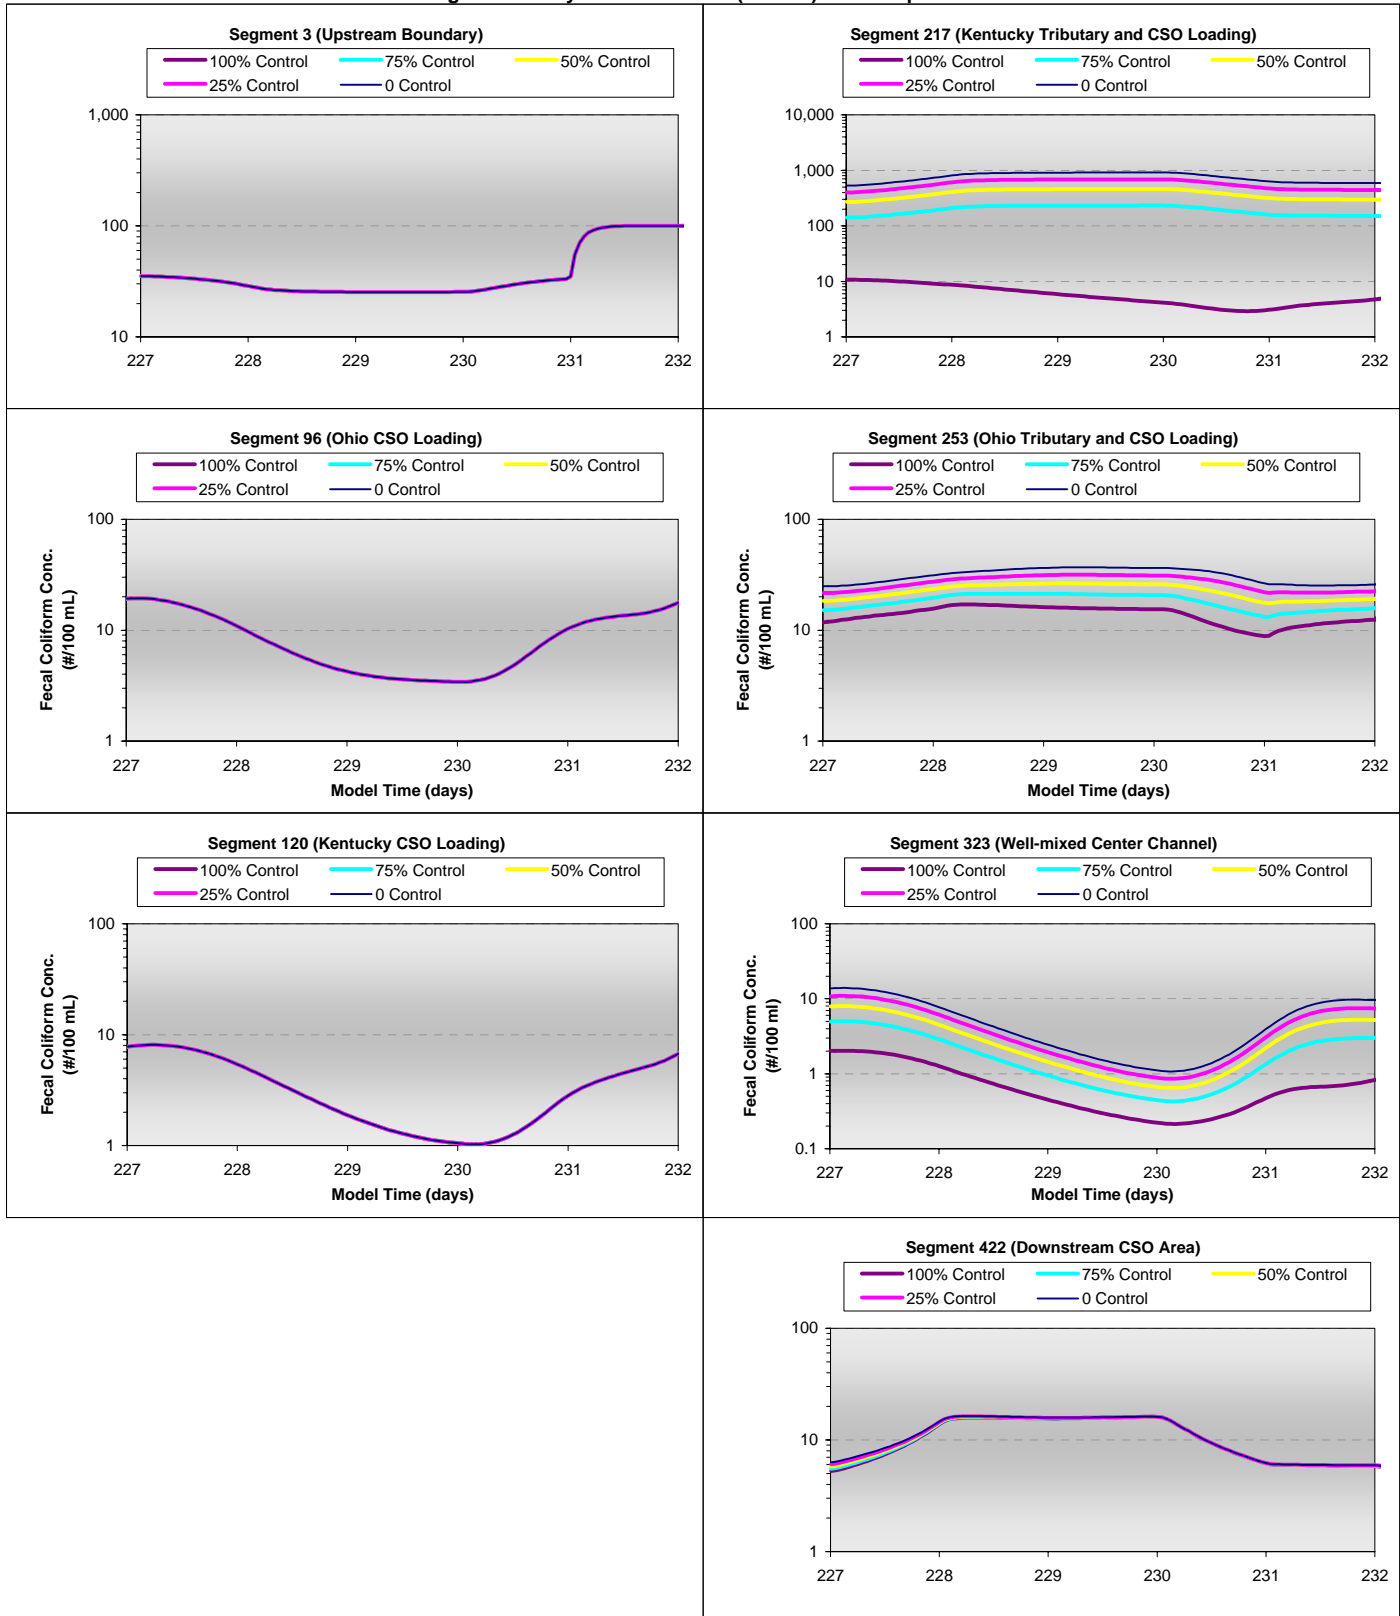 Segment 3 (Upstream Boundary)
100% Control 75% Control 50% Control
25% Control 0 Control
1,000
100
10
227 228 229 230 231 232
Segment 217 (Kentucky Tributary and CSO Loading)
100% Control 75% Control 50% Control
25% Control 0 Control
10,000
1,000
100
10
1
227 228 229 230 231 232
Segment 96 (Ohio CSO Loading)
100% Control 75% Control 50% Control
25% Control 0 Control
Fecal Coliform Conc.
(#/100 mL)
100
10
1
227 228 229 230 231 232
Model Time (days)
Segment 253 (Ohio Tributary and CSO Loading)
100% Control 75% Control 50% Control
25% Control 0 Control
Fecal Coliform Conc.
(#/100 mL)
100
10
1
227 228 229 230 231 232
Model Time (days)
Segment 120 (Kentucky CSO Loading)
100% Control 75% Control 50% Control
25% Control 0 Control
Fecal Coliform Conc.
(#/100 mL)
100
10
1
227 228 229 230 231 232
Model Time (days)
Segment 323 (Well-mixed Center Channel)
100% Control 75% Control 50% Control
25% Control 0 Control
Fecal Coliform Conc.
(#/100 ml)
100
10
1
0.1
227 228 229 230 231 232
Model Time (days)
Segment 422 (Downstream CSO Area)
100% Control 75% Control 50% Control
25% Control 0 Control
100
10
1
227 228 229 230 231 232